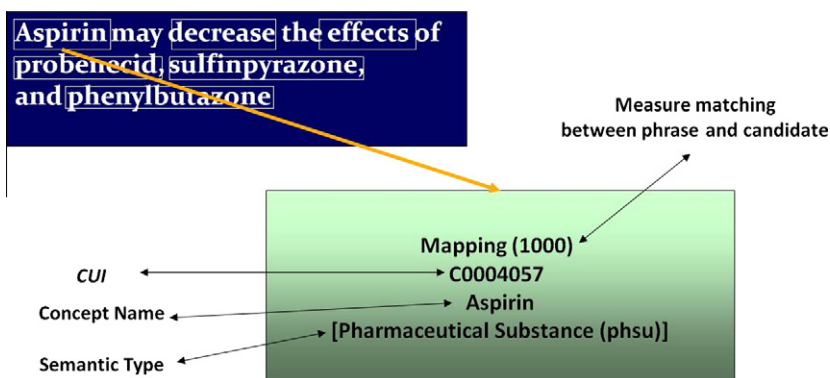 Aspirin may decrease the effects of
probenecid, sulfinpyrazone,
and phenylbutazone
Measure matching
between phrase and candidate
Mapping (1000)
CUI
C0004057
Concept Name
Aspirin
[Pharmaceutical Substance (phsu)]
Semantic Type